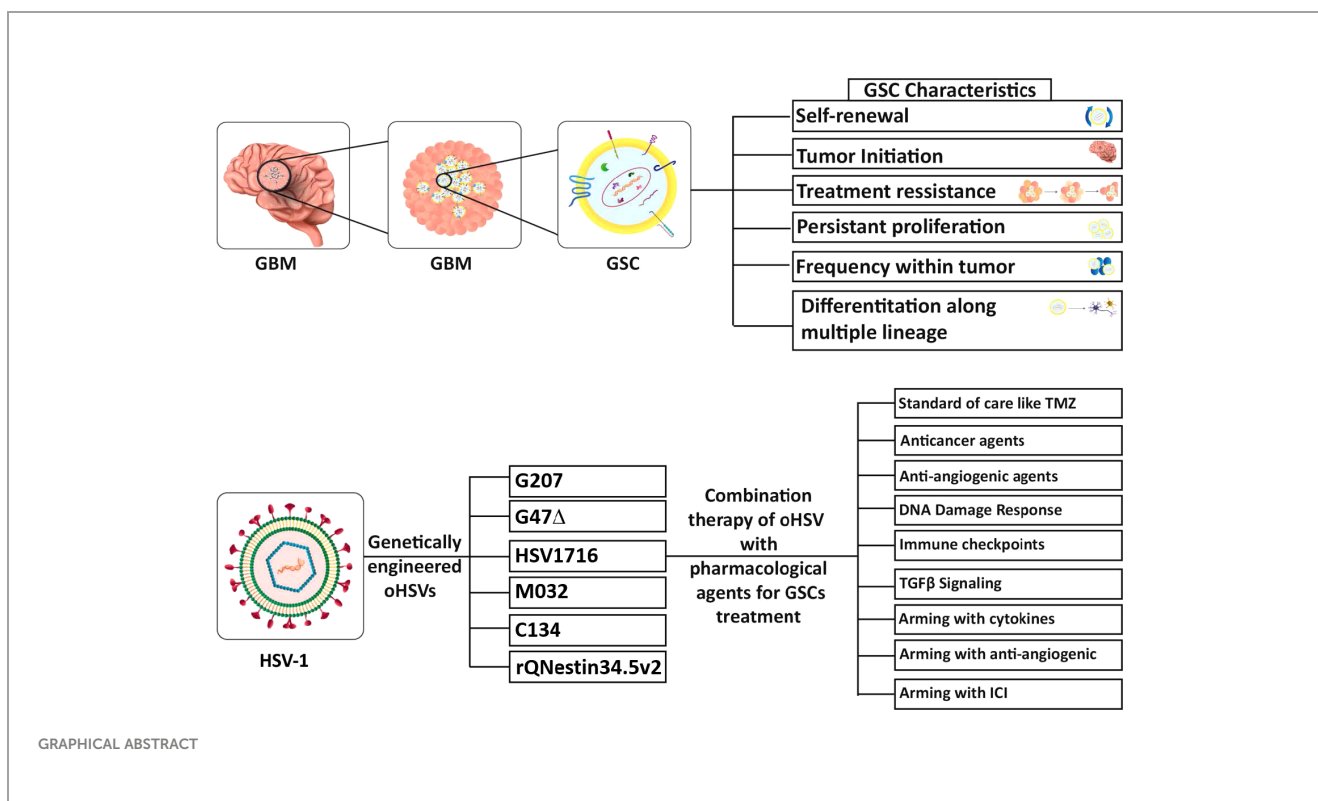 GSC Characteristics
Self-renewal
Tumor Initiation
Treatment ressistance
Persistant proliferation
Frequency within tumor
Differentitation along
multiple lineage
GBM
GBM
GSC
HSV-1
Genetically
engineered
oHSVs
G207
G47Δ
HSV1716
M032
C134
rQNestin34.5v2
Combination
therapy of oHSV
with
pharmacological
agents for GSCs
treatment
Standard of care like TMZ
Anticancer agents
Anti-angiogenic agents
DNA Damage Response
Immune checkpoints
TGFβ Signaling
Arming with cytokines
Arming with anti-angiogenic
Arming with ICI
GRAPHICAL ABSTRACT